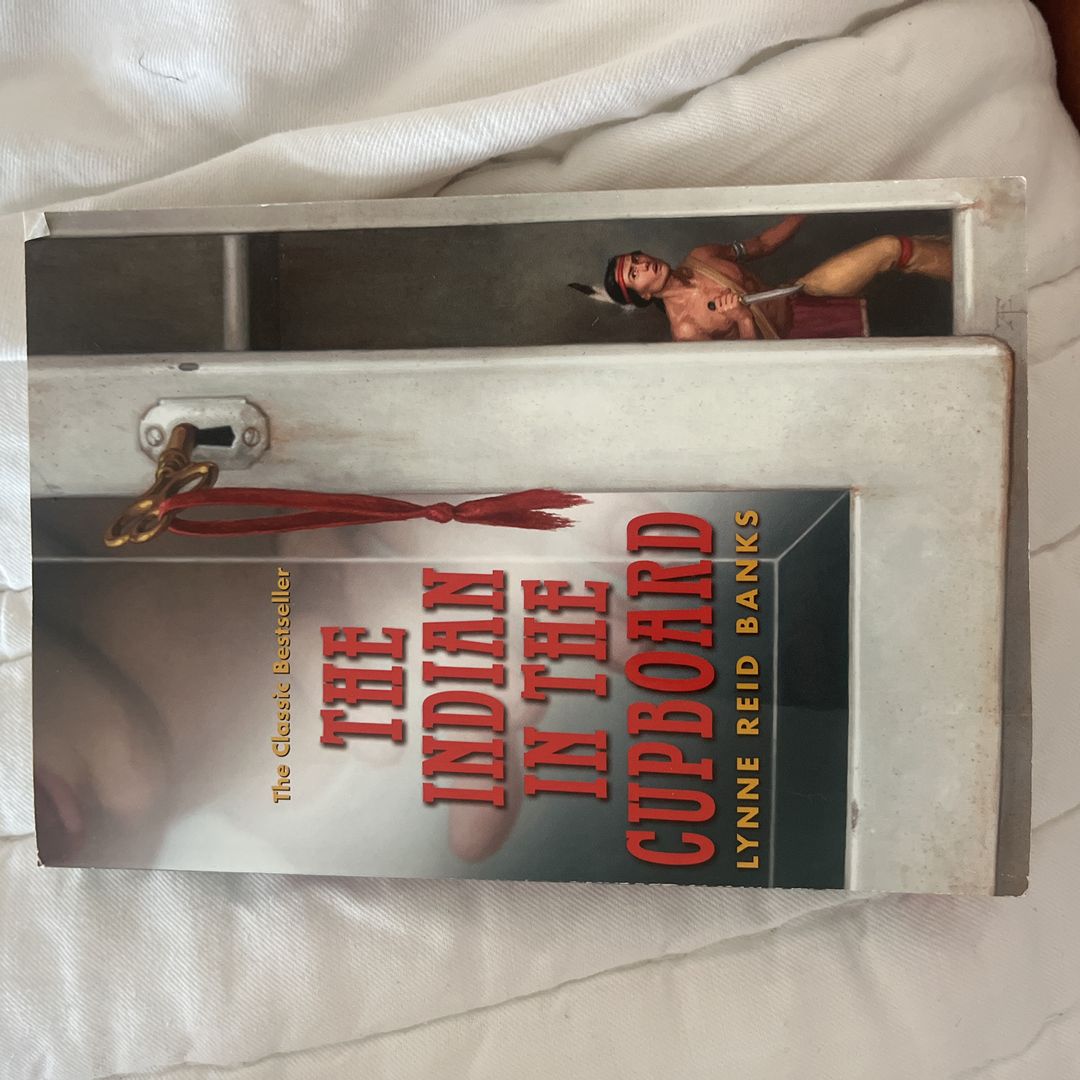 The Classic Bestseller
THE
INDIAN
IN THE
CUPBOARD
LYNNE REID BANKS